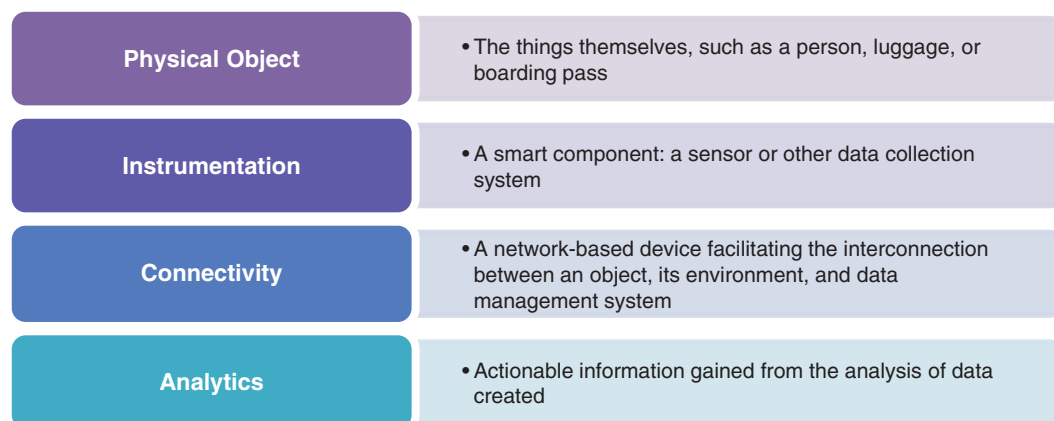 Physical Object
• The things themselves, such as a person, luggage, or
boarding pass
Instrumentation
• A smart component: a sensor or other data collection
system
Connectivity
• A network-based device facilitating the interconnection
between an object, its environment, and data
management system
Analytics
• Actionable information gained from the analysis of data
created